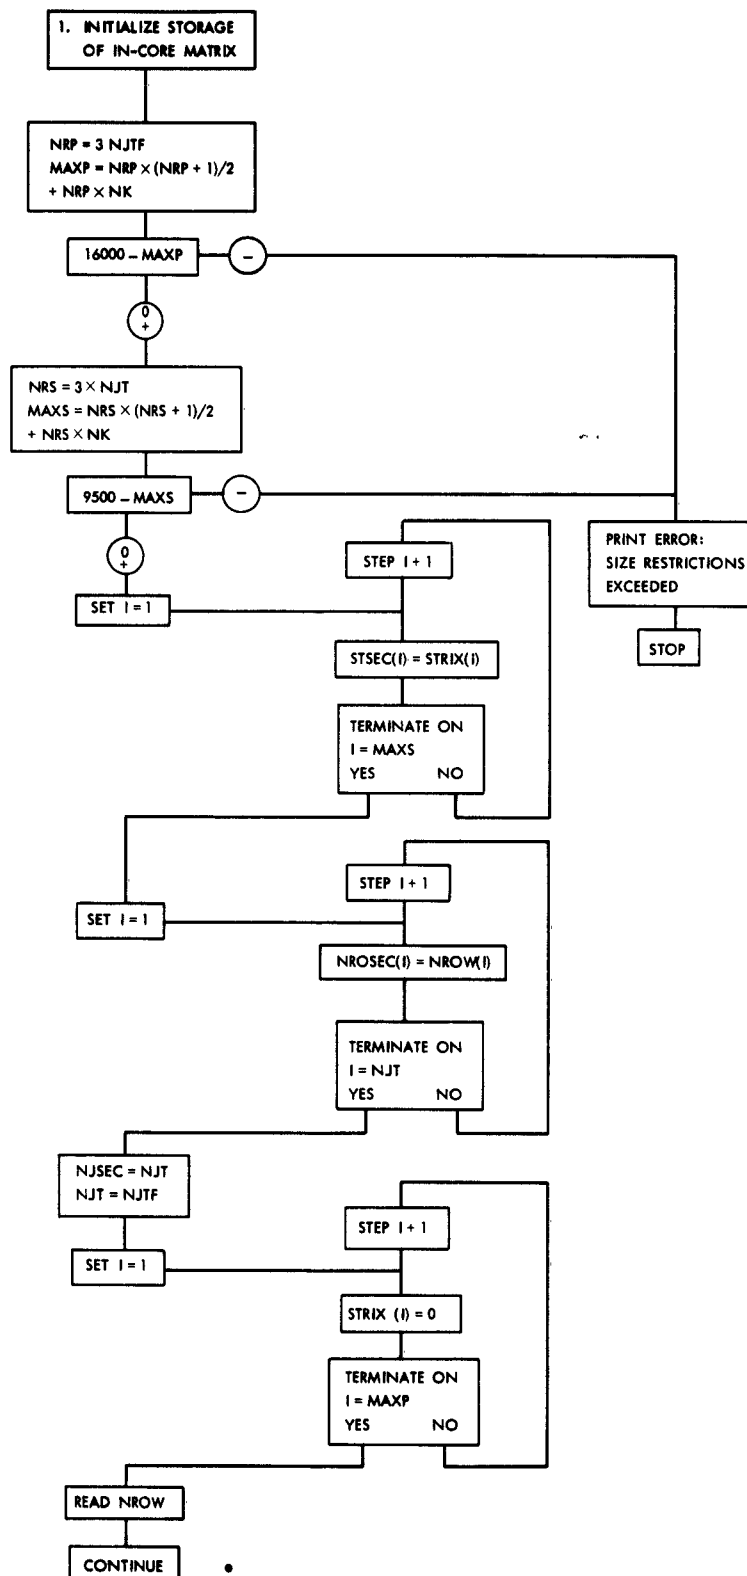 1. INITIALIZE STORAGE
OF IN-CORE MATRIX
NRP = 3 NJTF
MAXP = NRP × (NRP + 1)/2
+ NRP × NK
16000 – MAXP
–
0
+
NRS = 3 × NJT
MAXS = NRS × (NRS + 1)/2
+ NRS × NK
9500 – MAXS
–
0
+
PRINT ERROR:
SIZE RESTRICTIONS
EXCEEDED
STOP
STEP I + 1
SET I = 1
STSEC(I) = STRIX(I)
TERMINATE ON
I = MAXS
YES NO
STEP I + 1
SET I = 1
NROSEC(I) = NROW(I)
TERMINATE ON
I = NJT
YES NO
NJSEC = NJT
NJT = NJTF
STEP I + 1
SET I = 1
STRIX (I) = 0
TERMINATE ON
I = MAXP
YES NO
READ NROW
CONTINUE